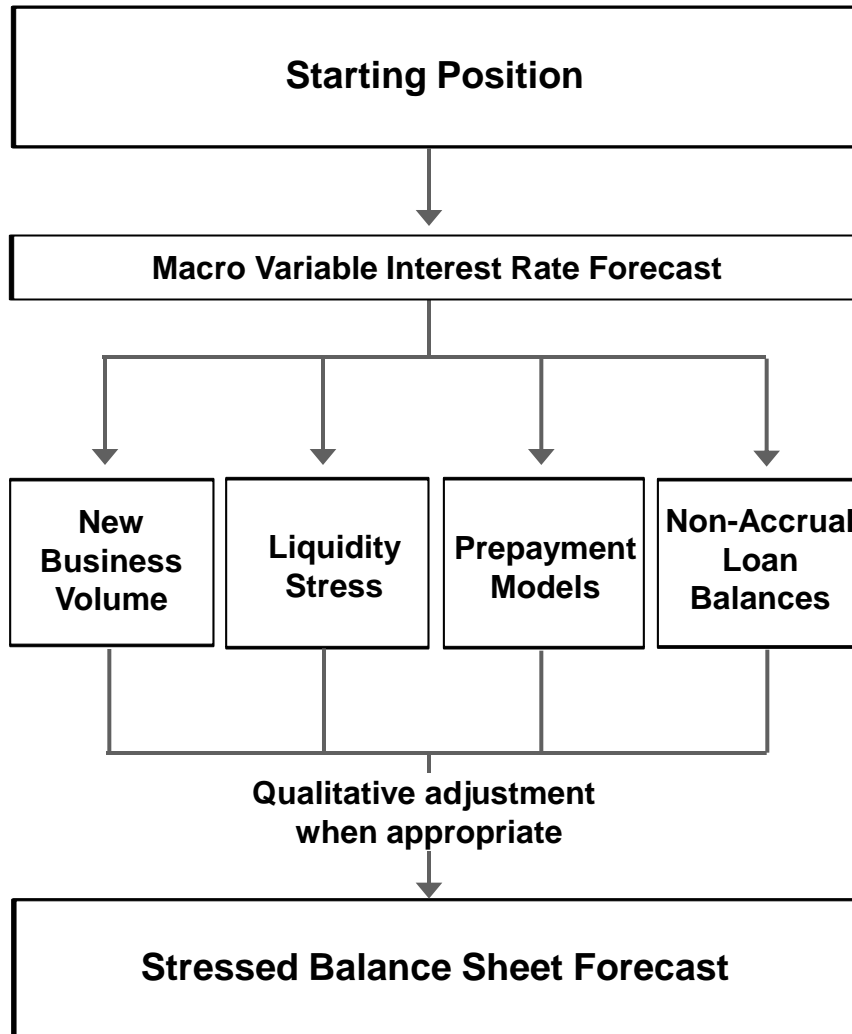 Starting Position
Macro Variable Interest Rate Forecast
New
Business
Volume
Liquidity
Stress
Prepayment
Models
Non-Accrual
Loan
Balances
Qualitative adjustment
when appropriate
Stressed Balance Sheet Forecast